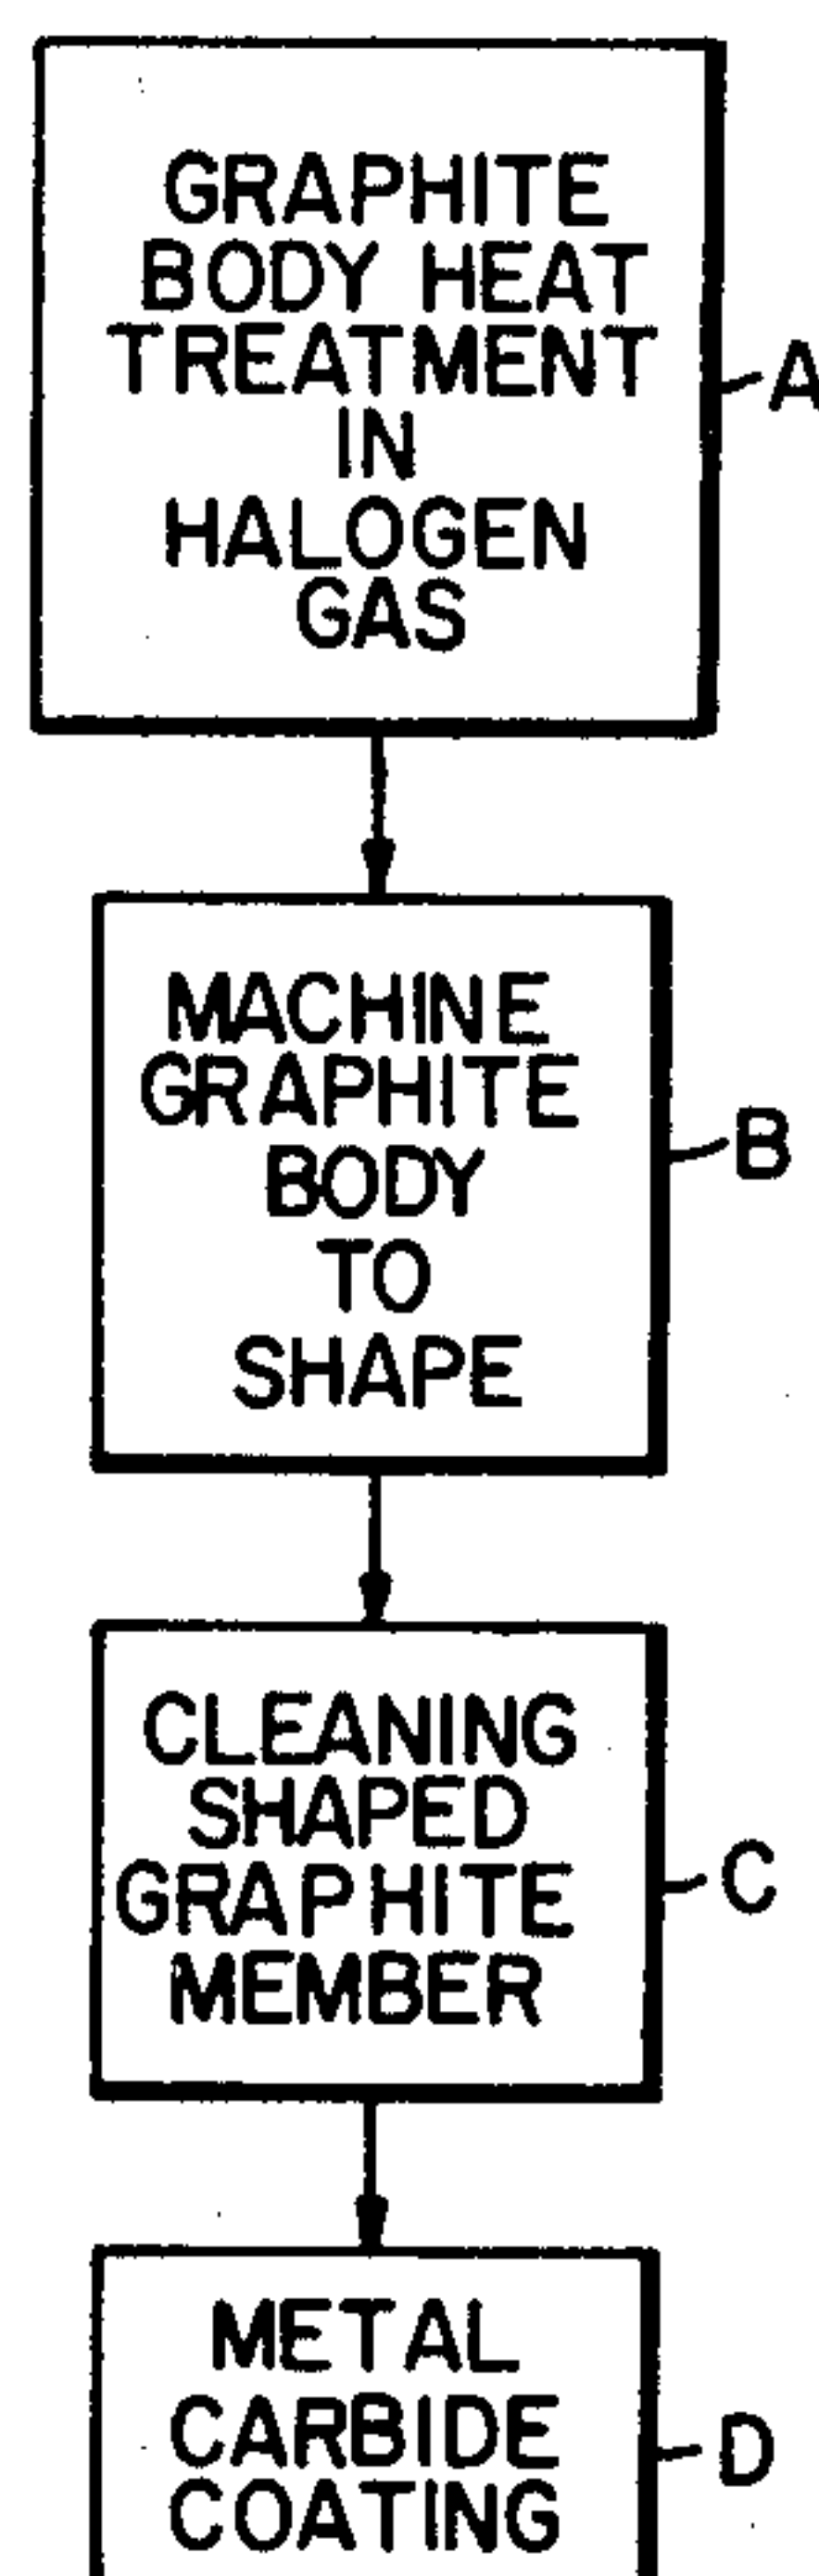 GRAPHITE
BODY HEAT
TREATMENT
IN
HALOGEN
GAS
A
MACHINE
GRAPHITE
BODY
TO
SHAPE
B
CLEANING
SHAPED
GRAPHITE
MEMBER
C
METAL
CARBIDE
COATING
D